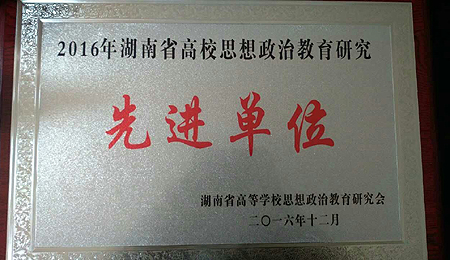 2016年湖南省高校思想政治教育研究
先进单位
湖南省高等学校思想政治教育研究会
二〇一六年十二月